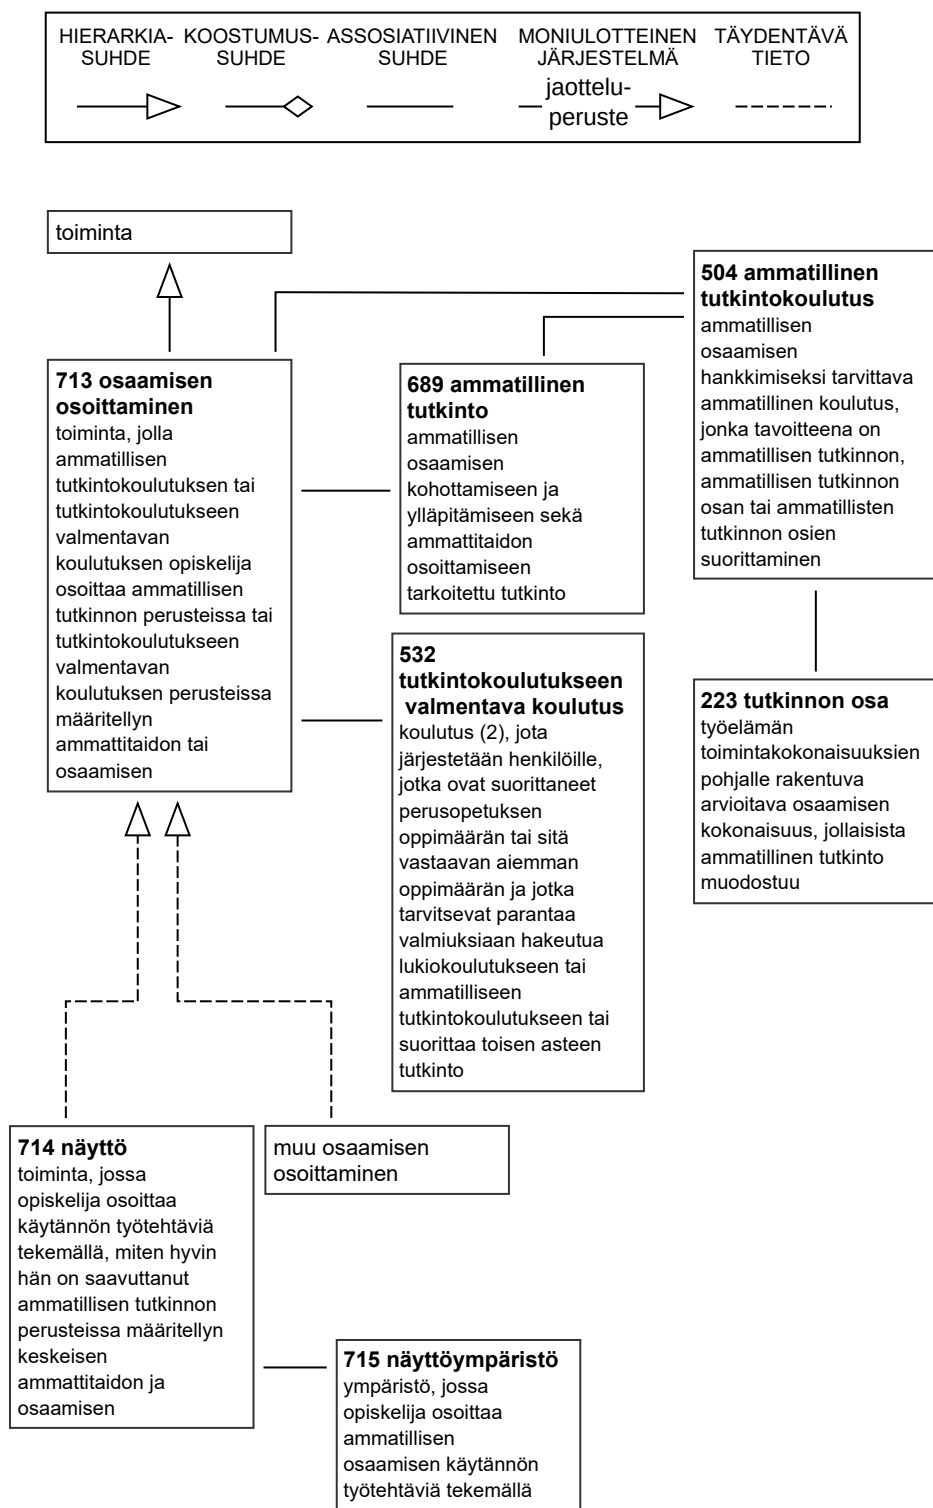 HIERARKIA-
SUHDE
KOOSTUMUS-
SUHDE
ASSOSIATIIVINEN
SUHDE
MONIULOTTEINEN
JÄRJESTELMÄ
jaottelu-
peruste
TÄYDENTÄVÄ
TIETO
toiminta
504 ammatillinen
tutkintokoulutus
ammatillisen
osaamisen
hankkimiseksi tarvittava
ammatillinen koulutus,
jonka tavoitteena on
ammatillisen tutkinnon,
ammatillisen tutkinnon
osan tai ammatillisten
tutkinnon osien
suorittaminen
713 osaamisen
osoittaminen
toiminta, jolla
ammatillisen
tutkintokoulutuksen tai
tutkintokoulutukseen
valmentavan
koulutuksen opiskelija
osoittaa ammatillisen
tutkinnon perusteissa tai
tutkintokoulutukseen
valmentavan
koulutuksen perusteissa
määritellyn
ammattitaidon tai
osaamisen
689 ammatillinen
tutkinto
ammatillisen
osaamisen
kohottamiseen ja
ylläpitämiseen sekä
ammattitaidon
osoittamiseen
tarkoitettu tutkinto
532
tutkintokoulutukseen
valmentava koulutus
koulutus (2), jota
järjestetään henkilöille,
jotka ovat suorittaneet
perusopetuksen
oppimäärän tai sitä
vastaavan aiemman
oppimäärän ja jotka
tarvitsevat parantaa
valmiuksiaan hakeutua
lukiokoulutukseen tai
ammatilliseen
tutkintokoulutukseen tai
suorittaa toisen asteen
tutkinto
223 tutkinnon osa
työelämän
toimintakokonaisuuksien
pohjalle rakentuva
arvioitava osaamisen
kokonaisuus, jollaisista
ammatillinen tutkinto
muodostuu
714 näyttö
toiminta, jossa
opiskelija osoittaa
käytännön työtehtäviä
tekemällä, miten hyvin
hän on saavuttanut
ammatillisen tutkinnon
perusteissa määritellyn
keskeisen
ammattitaidon ja
osaamisen
muu osaamisen
osoittaminen
715 näyttöympäristö
ympäristö, jossa
opiskelija osoittaa
ammatillisen
osaamisen käytännön
työtehtäviä tekemällä